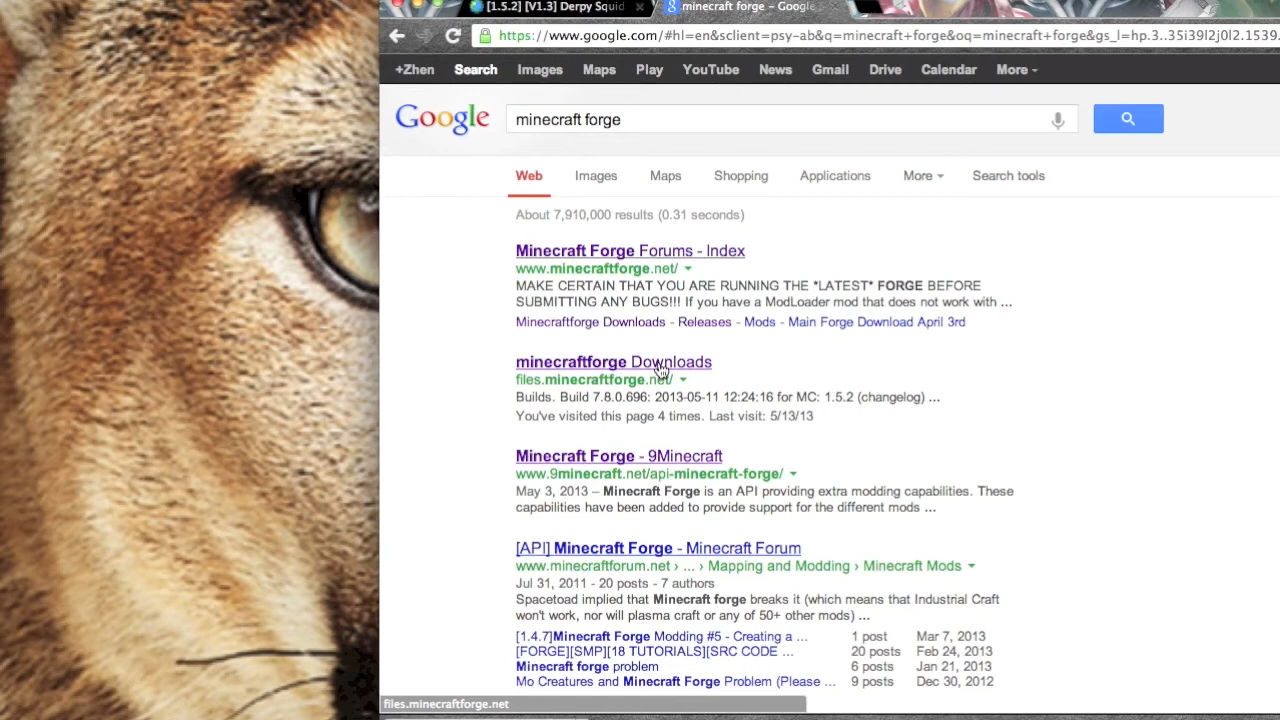 [1.5.2] [V1.3] Derpy Squid
minecraft forge - Google
https://www.google.com/#hl=en&sclient=psy-ab&q=minecraft+forge&oq=minecraft+forge&gs_l=hp.3..35i39l2j0l2.1539.
+Zhen Search Images Maps Play YouTube News Gmail Drive Calendar More
Google minecraft forge
Web Images Maps Shopping Applications More Search tools
About 7,910,000 results (0.31 seconds)
Minecraft Forge Forums - Index
www.minecraftforge.net/
MAKE CERTAIN THAT YOU ARE RUNNING THE *LATEST* FORGE BEFORE
SUBMITTING ANY BUGS!!! If you have a ModLoader mod that does not work with ...
Minecraftforge Downloads - Releases - Mods - Main Forge Download April 3rd
minecraftforge Downloads
files.minecraftforge.net/
Builds. Build 7.8.0.696: 2013-05-11 12:24:16 for MC: 1.5.2 (changelog) ...
You've visited this page 4 times. Last visit: 5/13/13
Minecraft Forge - 9Minecraft
www.9minecraft.net/api-minecraft-forge/
May 3, 2013 – Minecraft Forge is an API providing extra modding capabilities. These
capabilities have been added to provide support for the different mods ...
[API] Minecraft Forge - Minecraft Forum
www.minecraftforum.net › ... › Mapping and Modding › Minecraft Mods
Jul 31, 2011 - 20 posts - 7 authors
Spacetoad implied that Minecraft forge breaks it (which means that Industrial Craft
won't work, nor will plasma craft or any of 50+ other mods) ...
[1.4.7]Minecraft Forge Modding #5 - Creating a ... 1 post Mar 7, 2013
[FORGE][SMP][18 TUTORIALS][SRC CODE ... 20 posts Feb 24, 2013
Minecraft forge problem 6 posts Jan 21, 2013
Mo Creatures and Minecraft Forge Problem (Please ... 9 posts Dec 30, 2012
files.minecraftforge.net